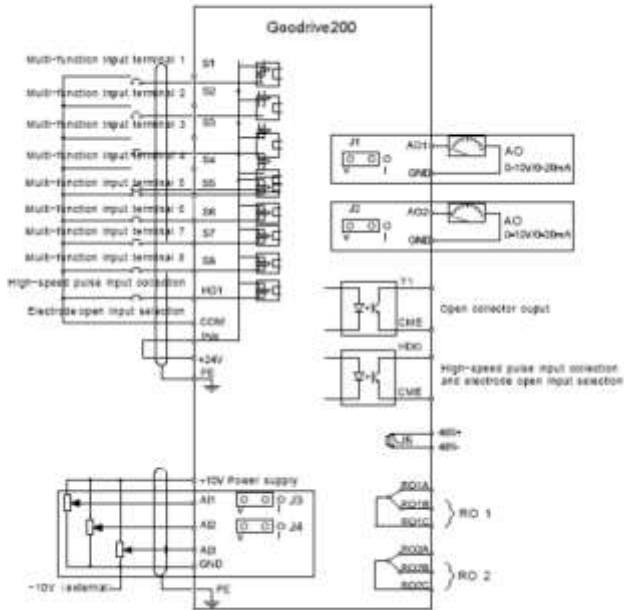 Goodrive200
Multi-function input terminal 1
S1
Multi-function input terminal 2
S2
Multi-function input terminal 3
S3
Multi-function input terminal 4
S4
Multi-function input terminal 5
S5
Multi-function input terminal 6
S6
Multi-function input terminal 7
S7
Multi-function input terminal 8
S8
High-speed pulse input collection
HDI
Electrode open input selection
COM
PW
+24V
PE
J1
V
I
AO1
GND
AO
0-10V/0-20mA
J2
V
I
AO2
GND
AO
0-10V/0-20mA
Y1
CME
Open collector ouput
HDO
CME
High-speed pulse input collection
and electrode open input selection
J5
485+
485-
+10V Power supply
AI1
J3
V
I
AI2
J4
V
I
AI3
GND
-10V (external)
PE
RO1A
RO1B
RO1C
RO 1
RO2A
RO2B
RO2C
RO 2